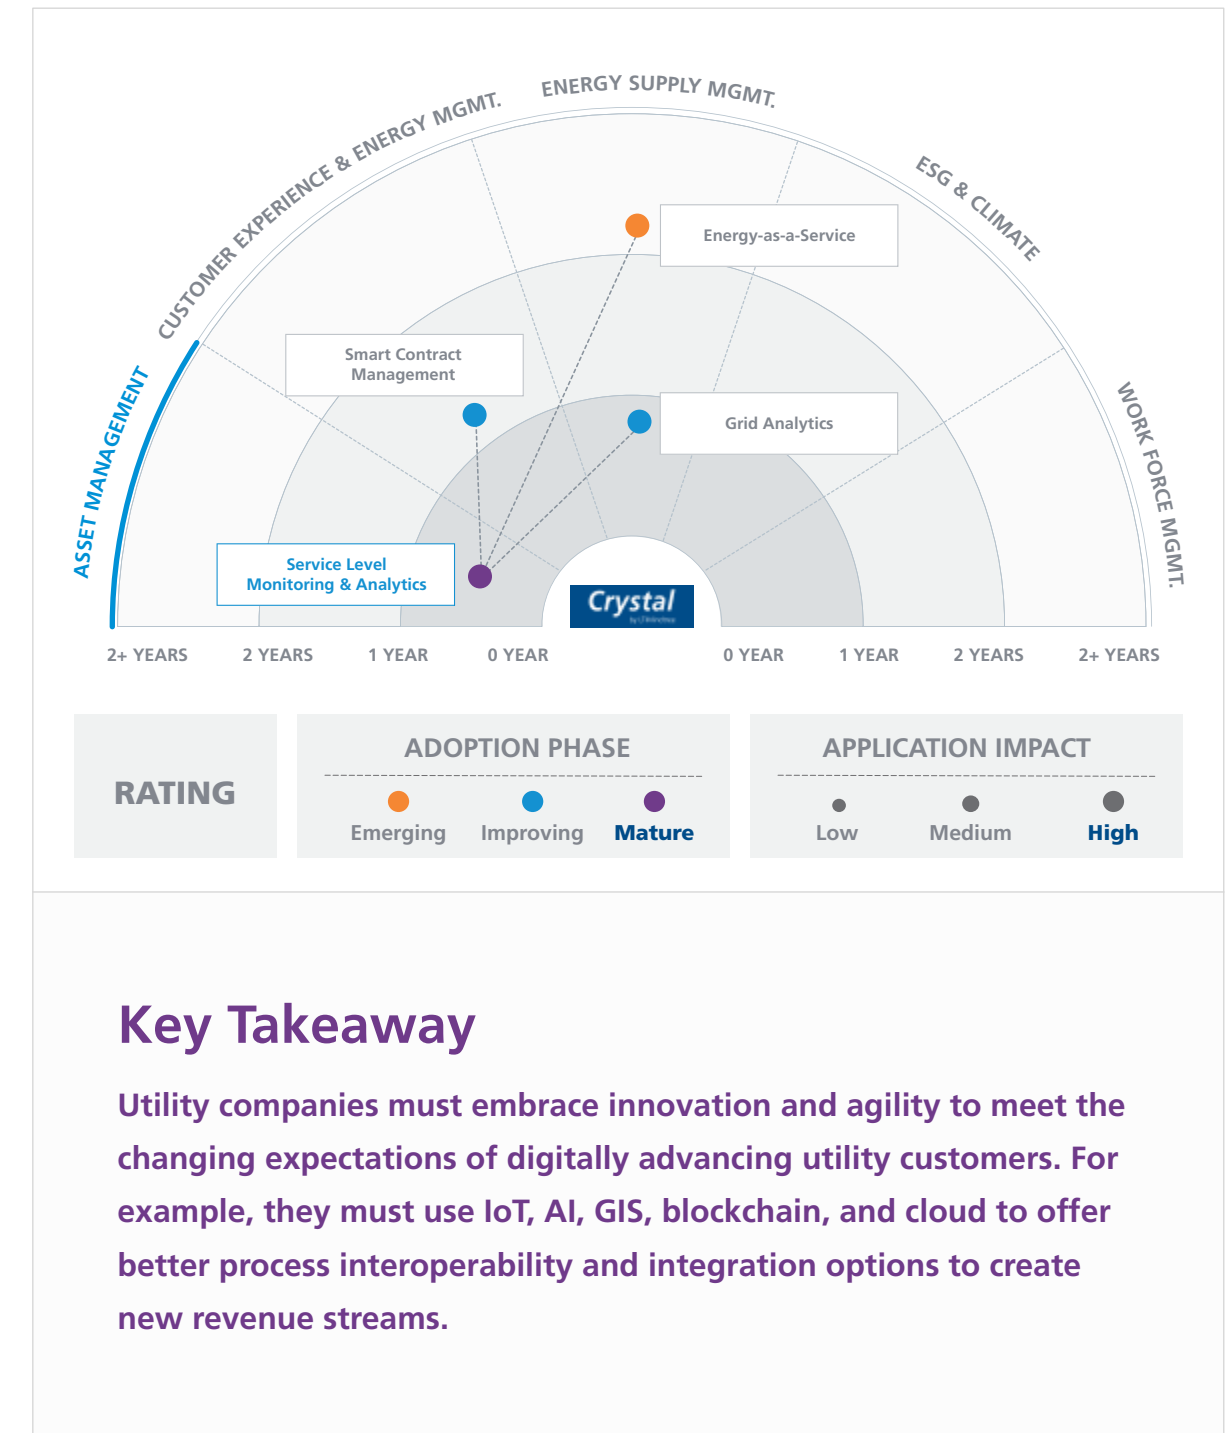 ENERGY SUPPLY MGMT.
CUSTOMER EXPERIENCE & ENERGY MGMT.
ESG & CLIMATE
ASSET MANAGEMENT
WORK FORCE MGMT.
Energy-as-a-Service
Smart Contract
Management
Grid Analytics
Service Level
Monitoring & Analytics
Crystal
2+ YEARS 2 YEARS 1 YEAR 0 YEAR 0 YEAR 1 YEAR 2 YEARS 2+ YEARS
RATING
ADOPTION PHASE
Emerging Improving Mature
APPLICATION IMPACT
Low Medium High
Key Takeaway
Utility companies must embrace innovation and agility to meet the
changing expectations of digitally advancing utility customers. For
example, they must use IoT, AI, GIS, blockchain, and cloud to offer
better process interoperability and integration options to create
new revenue streams.